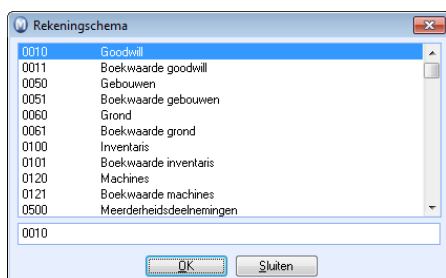 Rekeningschema
0010 Goodwill
0011 Boekwaarde goodwill
0050 Gebouwen
0051 Boekwaarde gebouwen
0060 Grond
0061 Boekwaarde grond
0100 Inventaris
0101 Boekwaarde inventaris
0120 Machines
0121 Boekwaarde machines
0500 Meerderheidsdeelnemingen
0010
OK Sluiten